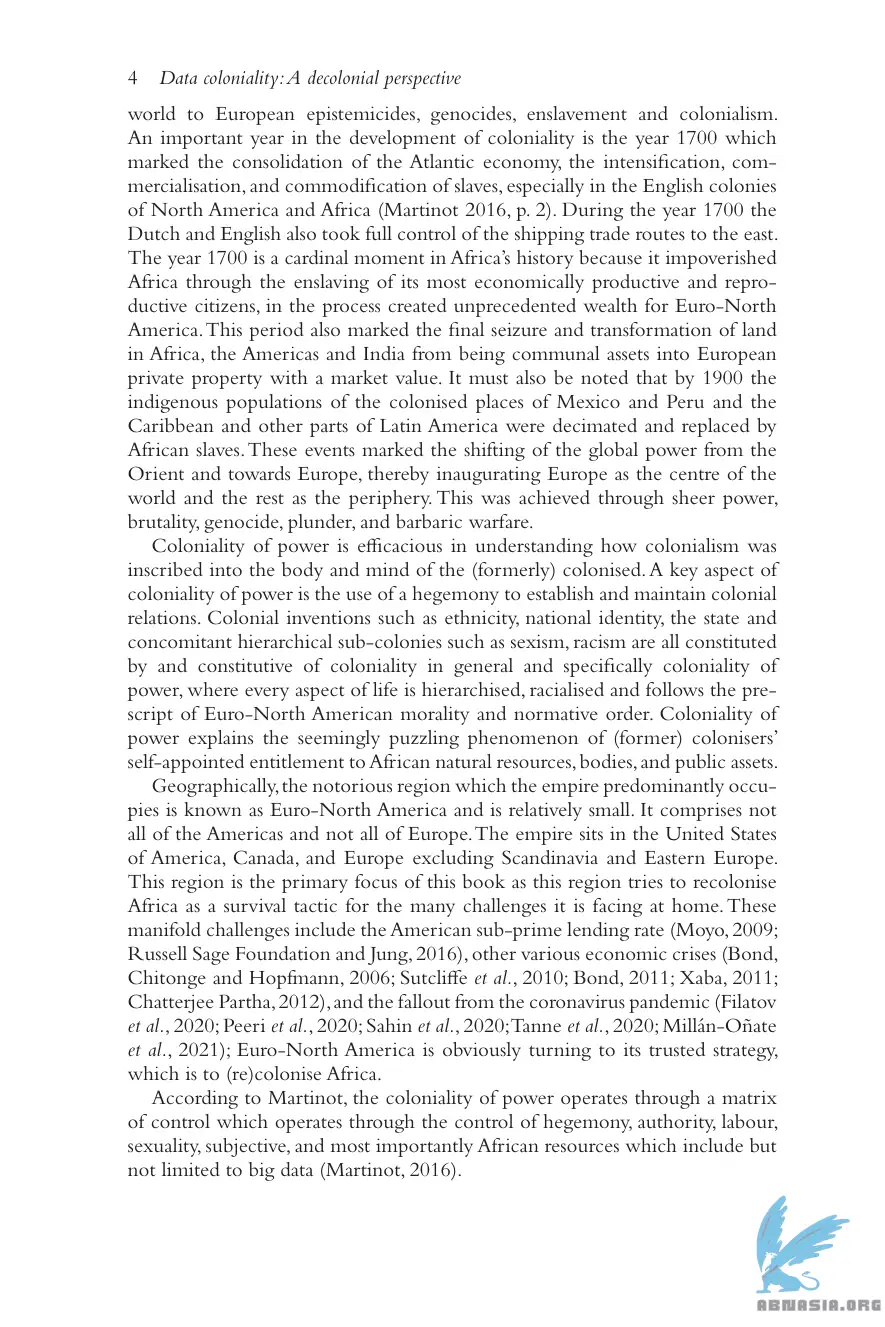 4 Data coloniality: A decolonial perspective
world to European epistemicides, genocides, enslavement and colonialism.
An important year in the development of coloniality is the year 1700 which
marked the consolidation of the Atlantic economy, the intensification, com-
mercialisation, and commodification of slaves, especially in the English colonies
of North America and Africa (Martinot 2016, p. 2). During the year 1700 the
Dutch and English also took full control of the shipping trade routes to the east.
The year 1700 is a cardinal moment in Africa's history because it impoverished
Africa through the enslaving of its most economically productive and repro-
ductive citizens, in the process created unprecedented wealth for Euro-North
America. This period also marked the final seizure and transformation of land
in Africa, the Americas and India from being communal assets into European
private property with a market value. It must also be noted that by 1900 the
indigenous populations of the colonised places of Mexico and Peru and the
Caribbean and other parts of Latin America were decimated and replaced by
African slaves. These events marked the shifting of the global power from the
Orient and towards Europe, thereby inaugurating Europe as the centre of the
world and the rest as the periphery. This was achieved through sheer power,
brutality, genocide, plunder, and barbaric warfare.
Coloniality of power is efficacious in understanding how colonialism was
inscribed into the body and mind of the (formerly) colonised. A key aspect of
coloniality of power is the use of a hegemony to establish and maintain colonial
relations. Colonial inventions such as ethnicity, national identity, the state and
concomitant hierarchical sub-colonies such as sexism, racism are all constituted
by and constitutive of coloniality in general and specifically coloniality of
power, where every aspect of life is hierarchised, racialised and follows the pre-
script of Euro-North American morality and normative order. Coloniality of
power explains the seemingly puzzling phenomenon of (former) colonisers'
self-appointed entitlement to African natural resources, bodies, and public assets.
Geographically, the notorious region which the empire predominantly occu-
pies is known as Euro-North America and is relatively small. It comprises not
all of the Americas and not all of Europe. The empire sits in the United States
of America, Canada, and Europe excluding Scandinavia and Eastern Europe.
This region is the primary focus of this book as this region tries to recolonise
Africa as a survival tactic for the many challenges it is facing at home. These
manifold challenges include the American sub-prime lending rate (Moyo, 2009;
Russell Sage Foundation and Jung, 2016), other various economic crises (Bond,
Chitonge and Hopfmann, 2006; Sutcliffe et al., 2010; Bond, 2011; Xaba, 2011;
Chatterjee Partha, 2012), and the fallout from the coronavirus pandemic (Filatov
et al., 2020; Peeri et al., 2020; Sahin et al., 2020; Tanne et al., 2020; Millán-Oñate
et al., 2021); Euro-North America is obviously turning to its trusted strategy,
which is to (re)colonise Africa.
According to Martinot, the coloniality of power operates through a matrix
of control which operates through the control of hegemony, authority, labour,
sexuality, subjective, and most importantly African resources which include but
not limited to big data (Martinot, 2016).
ABNASIA.ORG